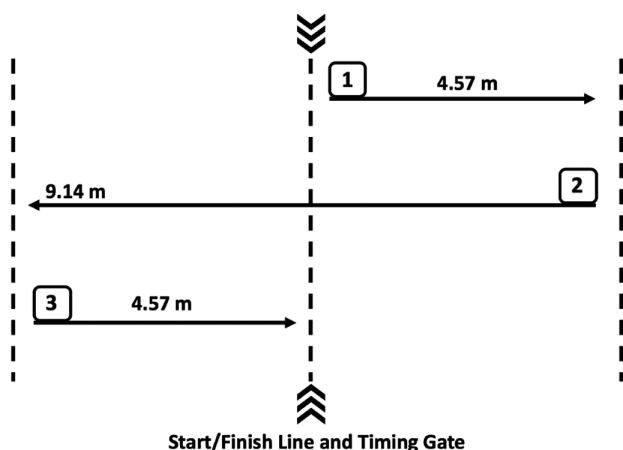 1
4.57 m
9.14 m
2
3
4.57 m
Start/Finish Line and Timing Gate